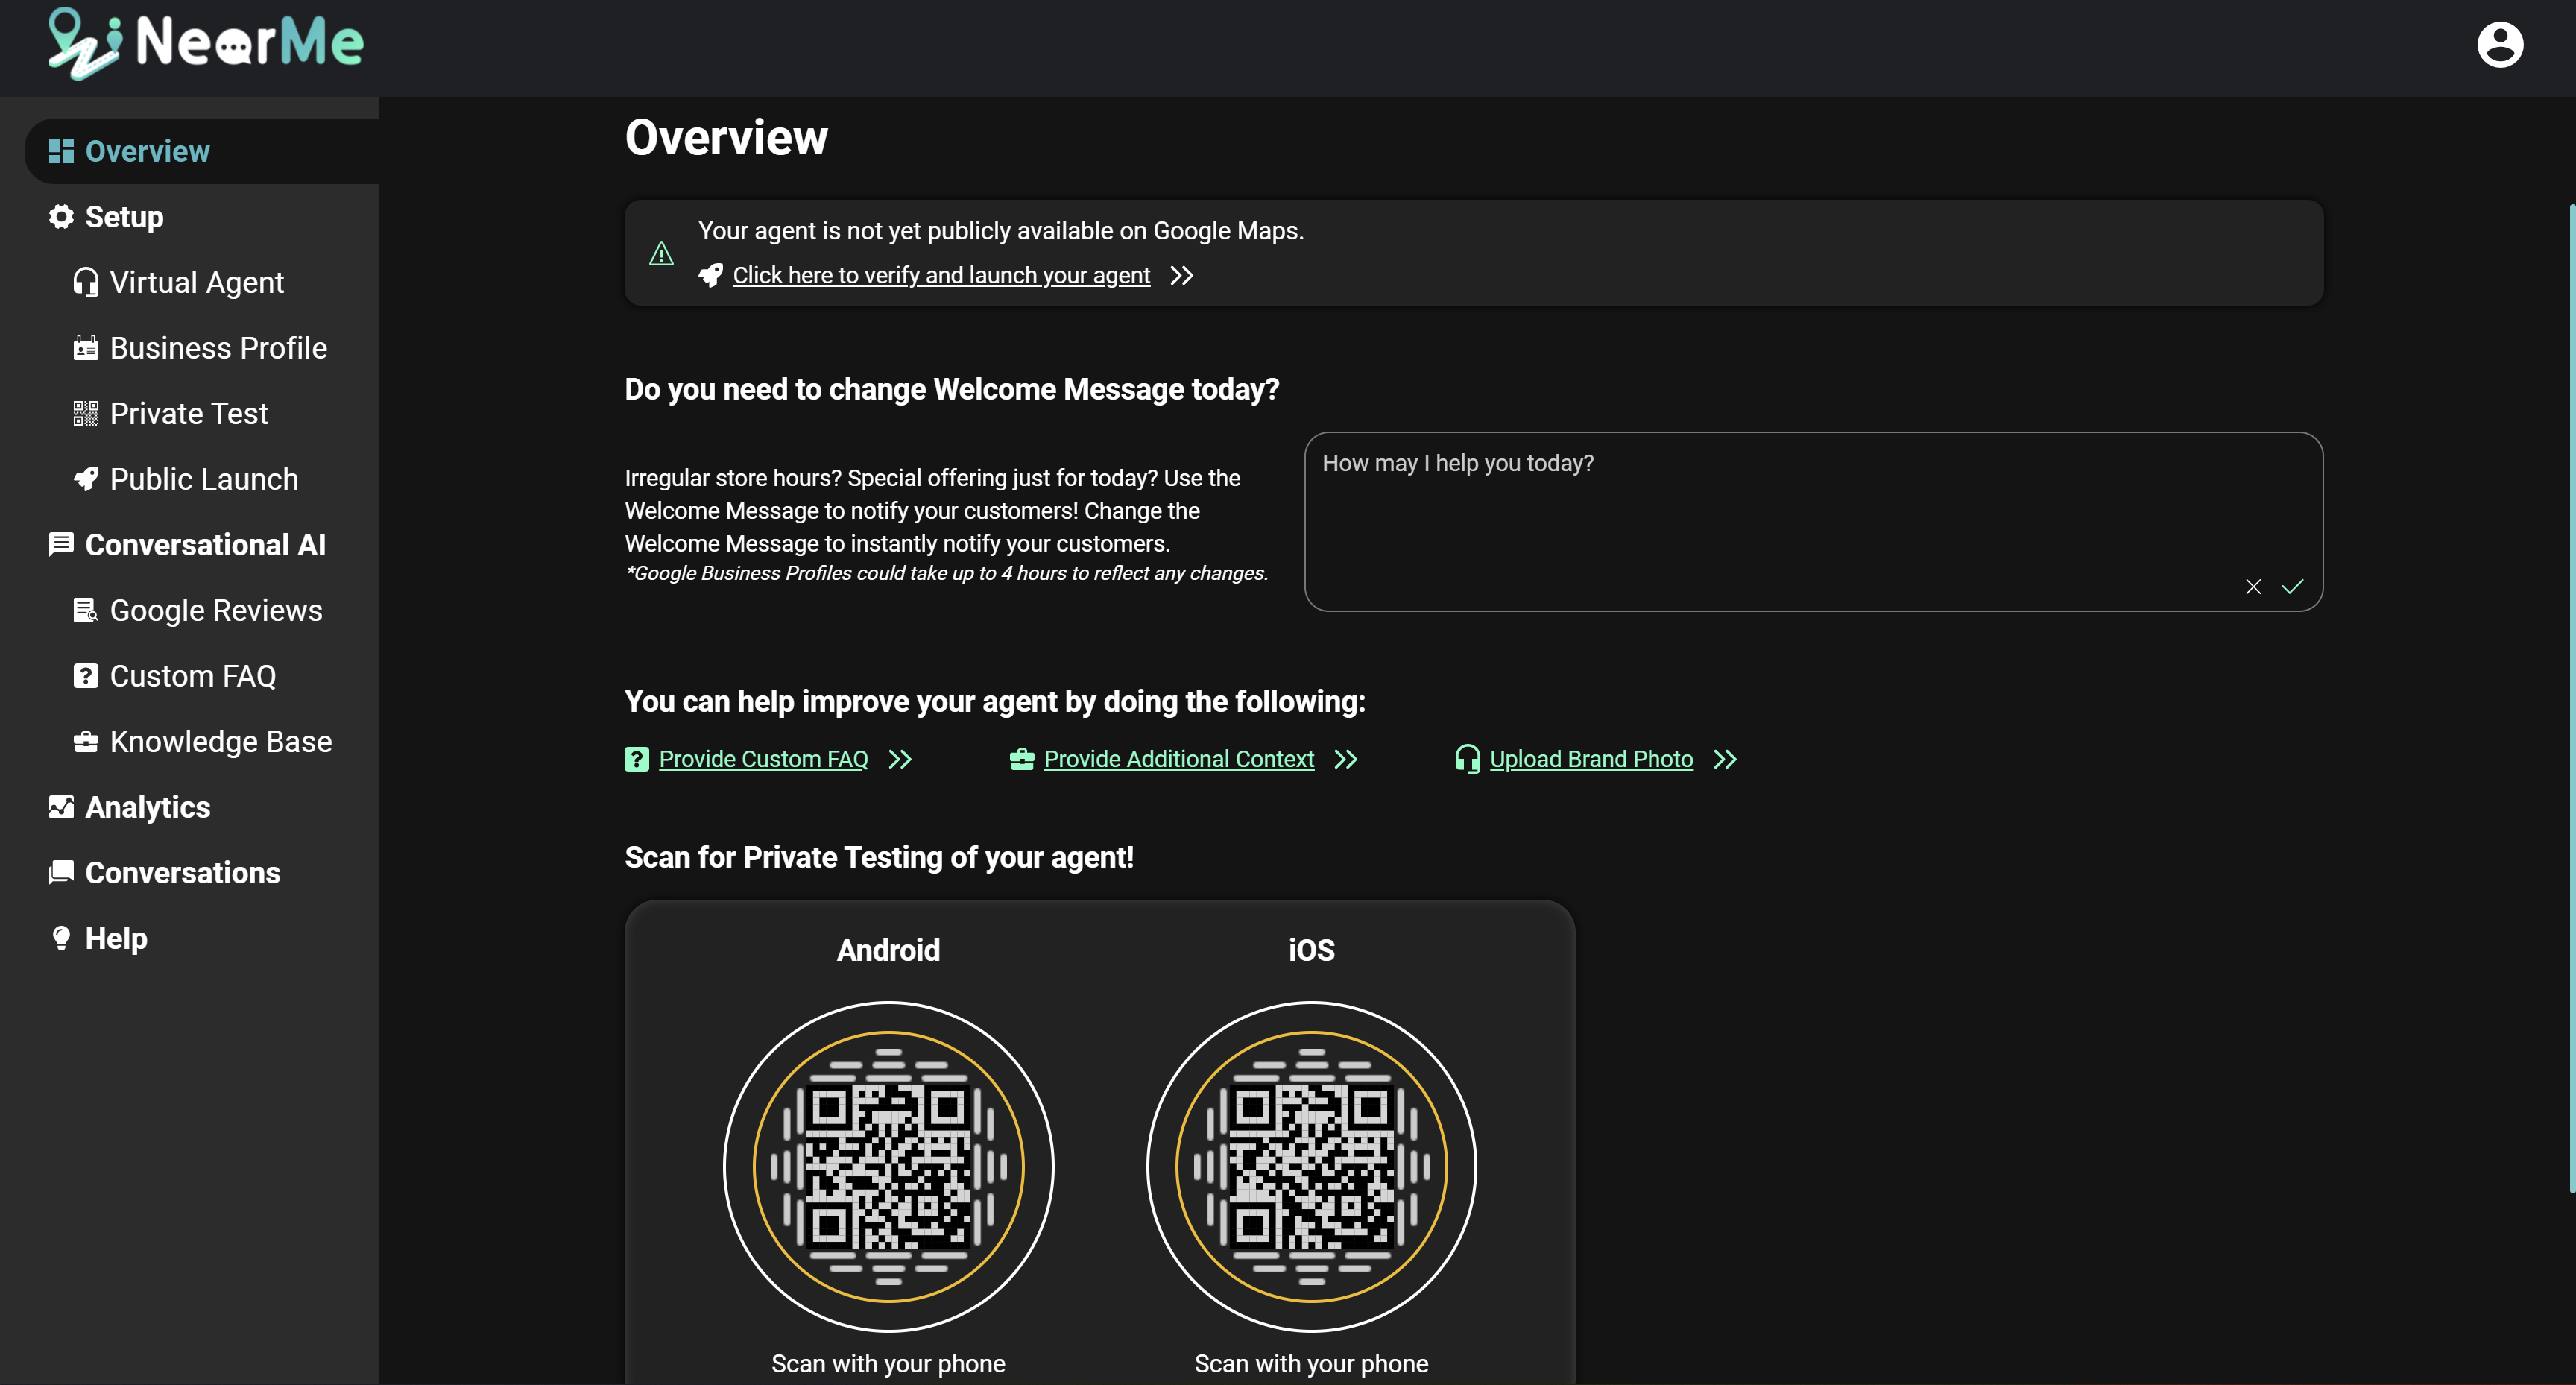 NearMe
Overview
Setup
Virtual Agent
Business Profile
Private Test
Public Launch
Conversational AI
Google Reviews
Custom FAQ
Knowledge Base
Analytics
Conversations
Help
Overview
Your agent is not yet publicly available on Google Maps.
Click here to verify and launch your agent
Do you need to change Welcome Message today?
Irregular store hours? Special offering just for today? Use the
Welcome Message to notify your customers! Change the
Welcome Message to instantly notify your customers.
*Google Business Profiles could take up to 4 hours to reflect any changes.
How may I help you today?
You can help improve your agent by doing the following:
Provide Custom FAQ
Provide Additional Context
Upload Brand Photo
Scan for Private Testing of your agent!
Android
iOS
Scan with your phone
Scan with your phone